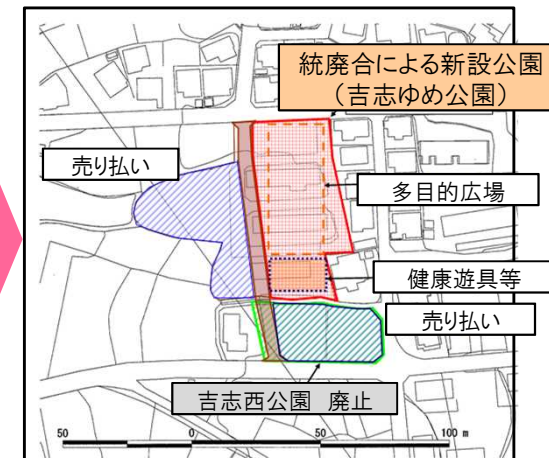 統廃合による新設公園
（吉志ゆめ公園）
売り払い
多目的広場
健康遊具等
売り払い
吉志西公園 廃止
50 0 50 100 m